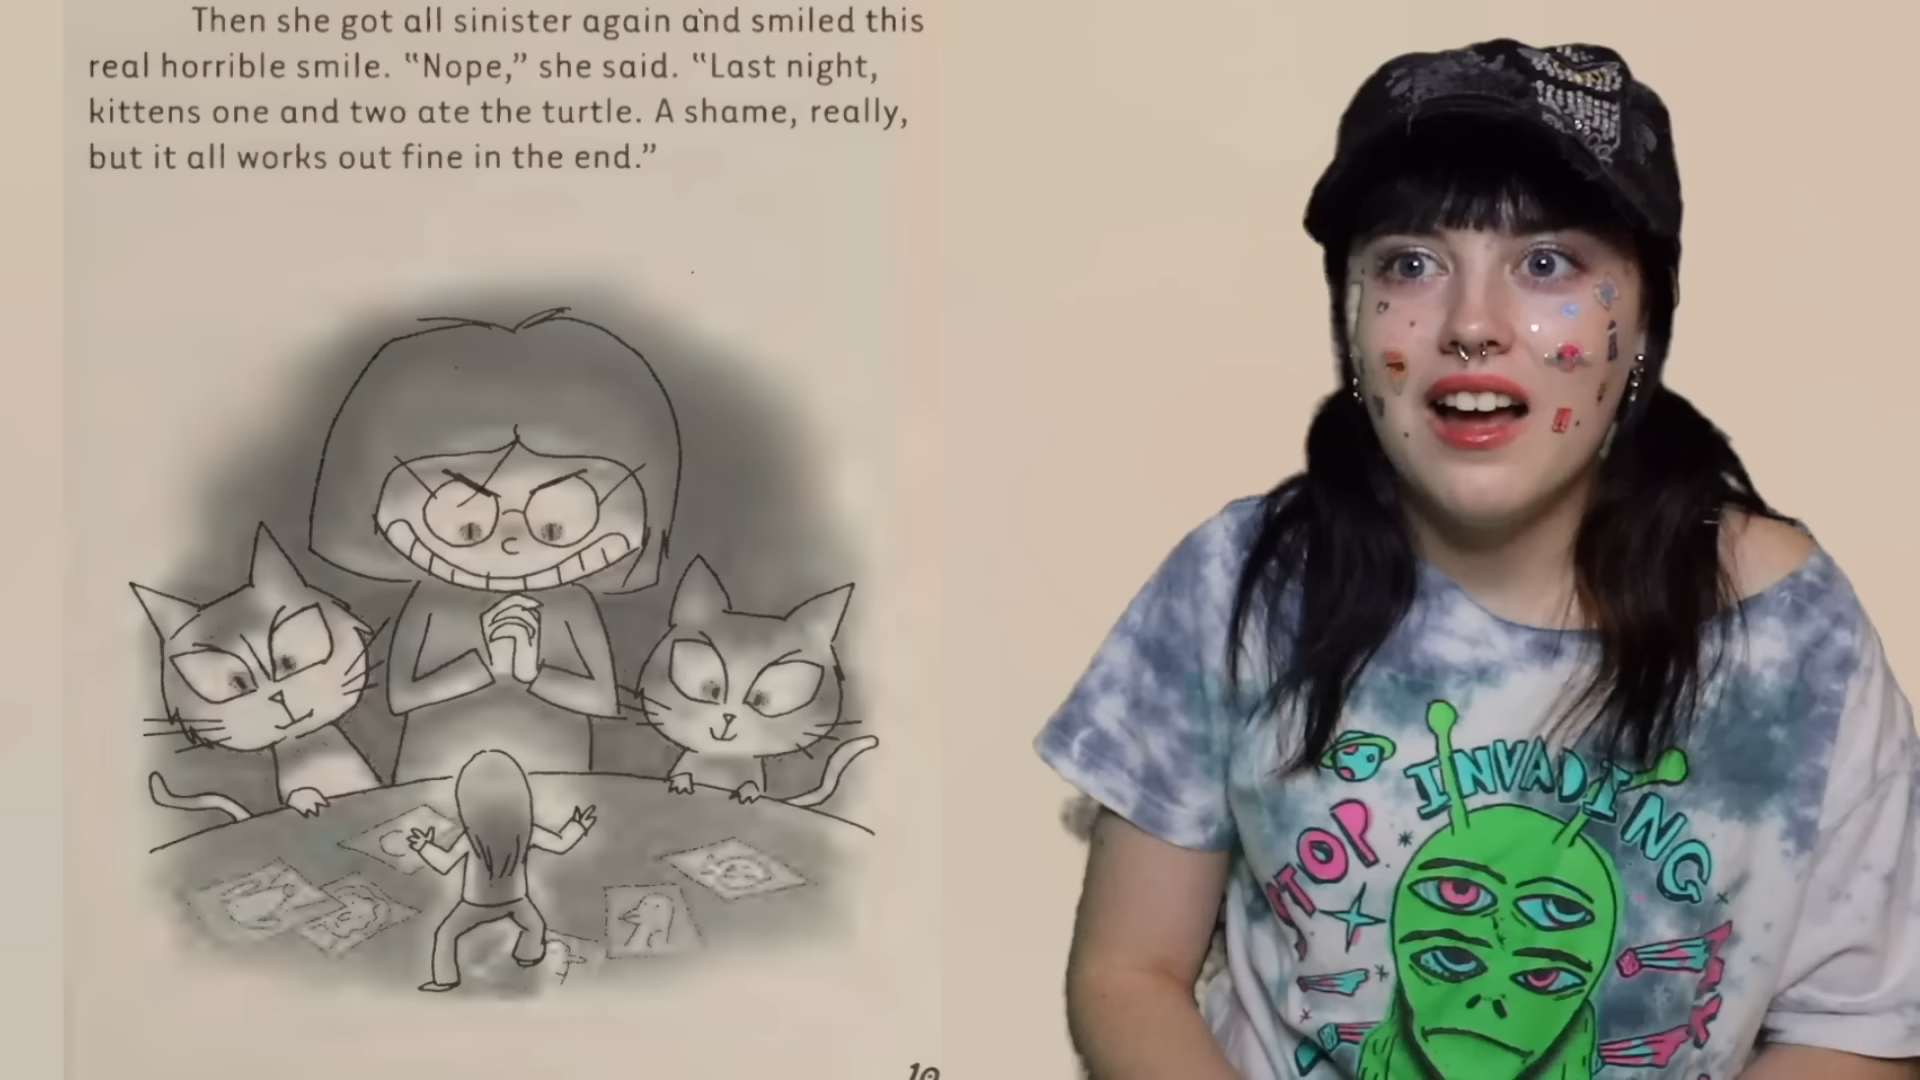 Then she got all sinister again and smiled this
real horrible smile. “Nope,” she said. “Last night,
kittens one and two ate the turtle. A shame, really,
but it all works out fine in the end.”
STOP INVADING